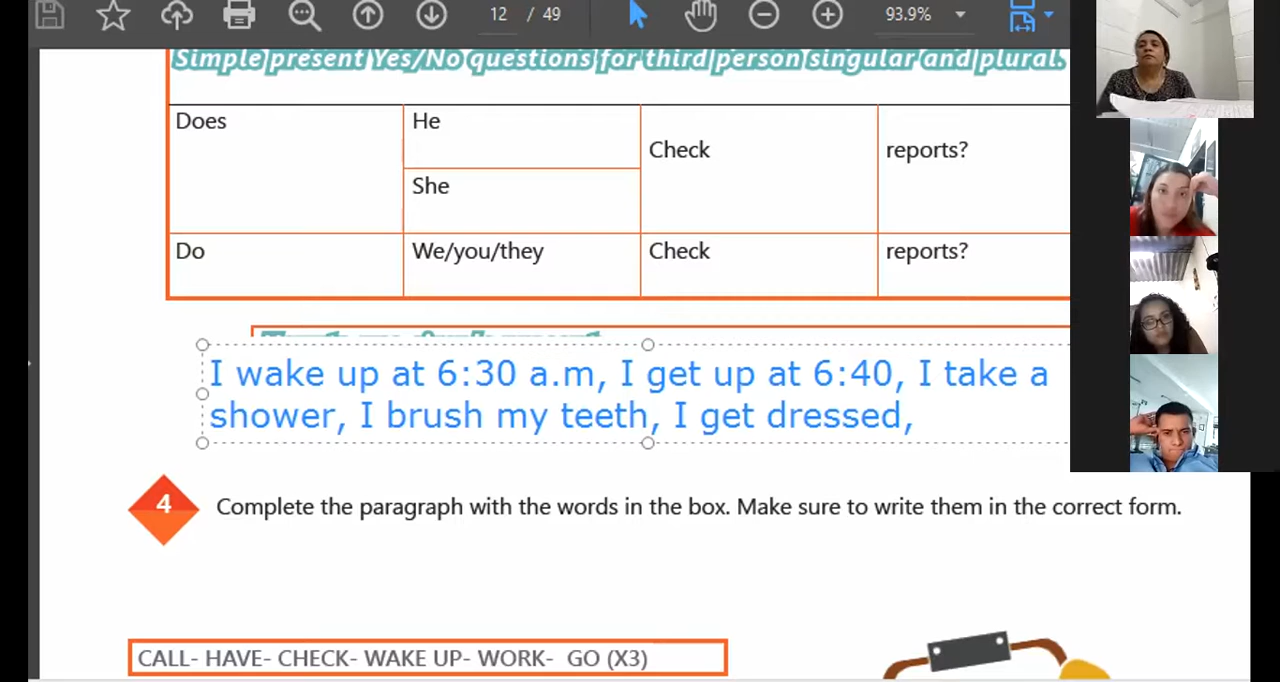 12 / 49
93.9%
Simple present Yes/No questions for third person singular and plural.
Does
He
Check
reports?
She
Do
We/you/they
Check
reports?
I wake up at 6:30 a.m, I get up at 6:40, I take a
shower, I brush my teeth, I get dressed,
4
Complete the paragraph with the words in the box. Make sure to write them in the correct form.
CALL- HAVE- CHECK- WAKE UP- WORK- GO (X3)